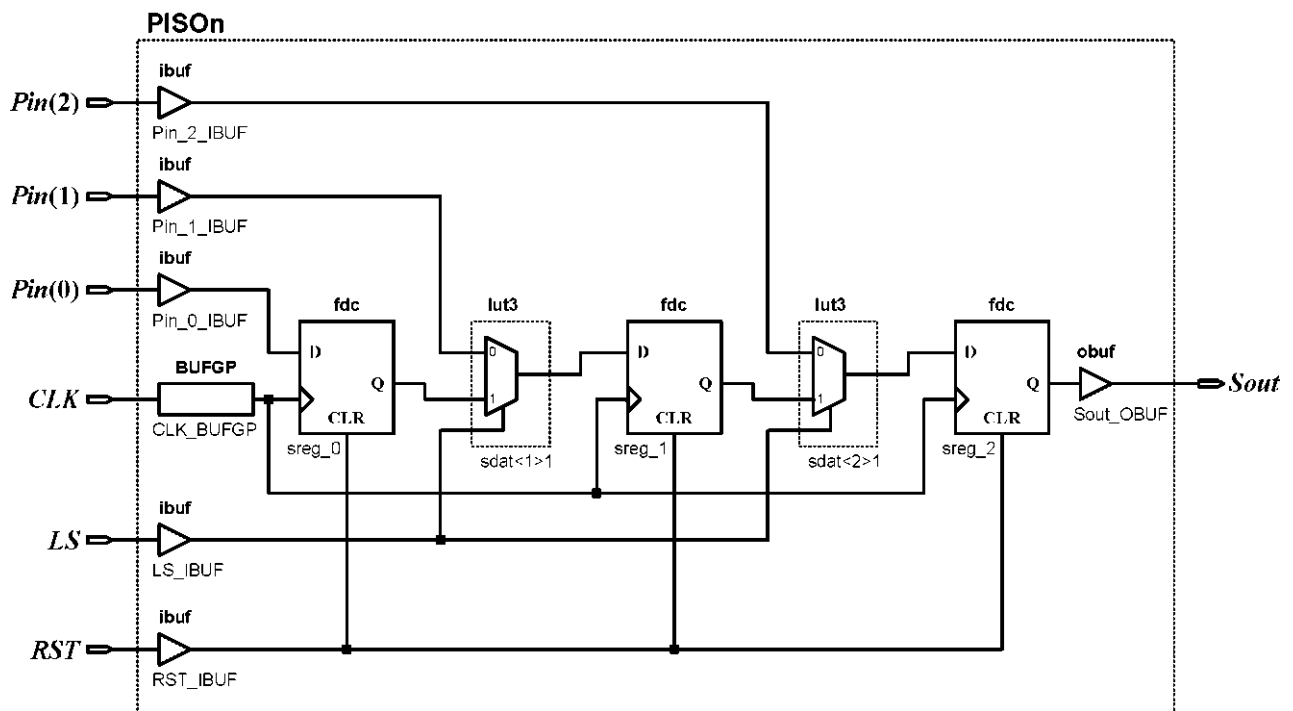 PISOn
ibuf
Pin(2)
Pin_2_IBUF
ibuf
Pin(1)
Pin_1_IBUF
ibuf
Pin(0)
Pin_0_IBUF
fdc
lut3
fdc
lut3
fdc
D
0
D
0
D
BUFGP
obuf
Q
Q
Q
CLK
1
1
Sout
CLR
CLR
CLR
CLK_BUFGP
Sout_OBUF
sreg_0
sdat<1>1
sreg_1
sdat<2>1
sreg_2
ibuf
LS
LS_IBUF
ibuf
RST
RST_IBUF